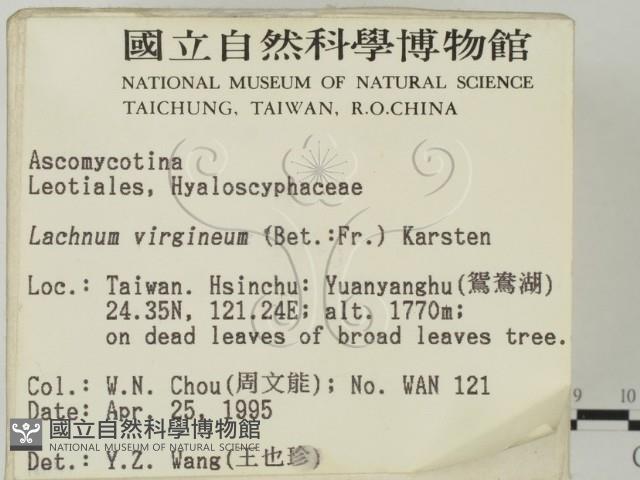 國立自然科學博物館
NATIONAL MUSEUM OF NATURAL SCIENCE
TAICHUNG, TAIWAN, R.O.CHINA
Ascomycotina
Leotiales, Hyaloscyphaceae
Lachnum virgineum (Bet.:Fr.) Karsten
Loc.: Taiwan. Hsinchu: Yuanyanghu(鴛鴦湖)
24.35N, 121.24E; alt. 1770m;
on dead leaves of broad leaves tree.
Col.: W.N. Chou(周文能); No. WAN 121
Date: Apr. 25, 1995
國立自然科學博物館
NATIONAL MUSEUM OF NATURAL SCIENCE
Det.: Y.Z. Wang(王也珍)
9 10